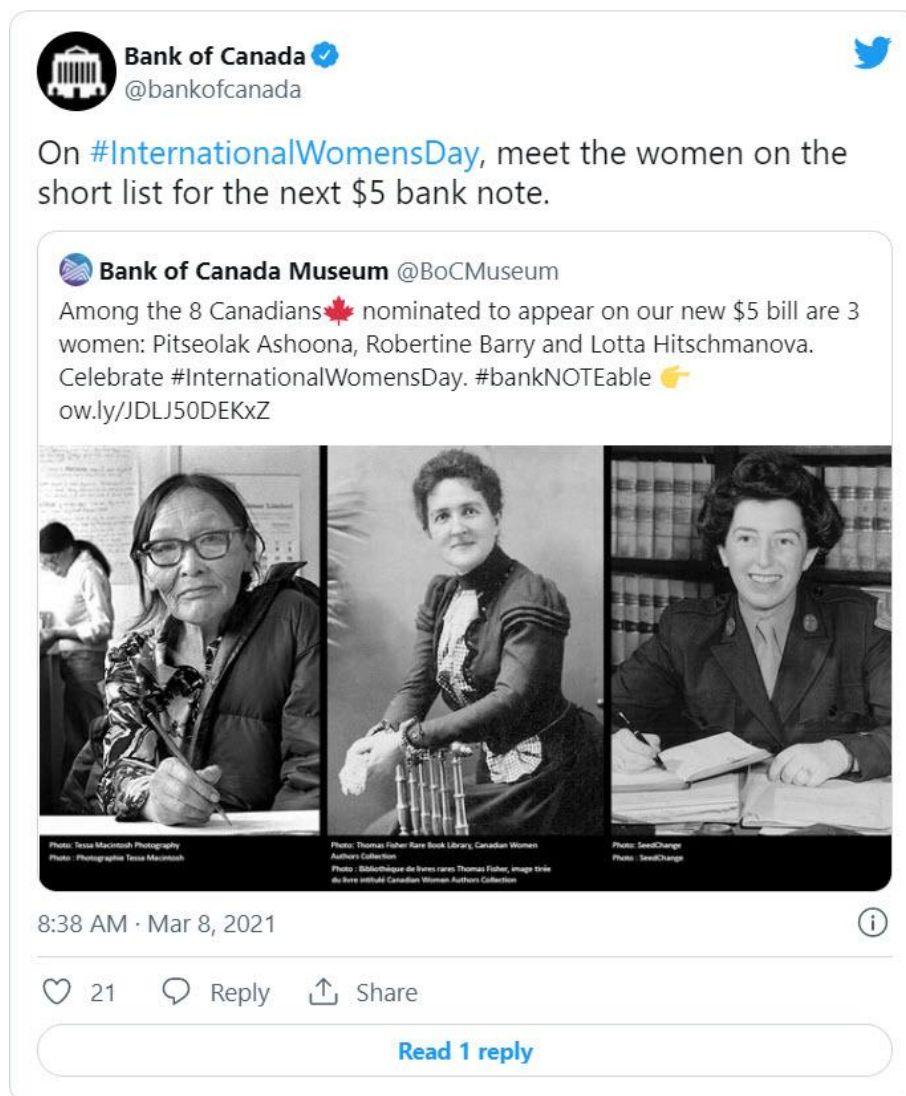 Bank of Canada
@bankofcanada
On #InternationalWomensDay, meet the women on the
short list for the next $5 bank note.
Bank of Canada Museum @BoCMuseum
Among the 8 Canadians🍁 nominated to appear on our new $5 bill are 3
women: Pitseolak Ashoona, Robertine Barry and Lotta Hitschmanova.
Celebrate #InternationalWomensDay. #bankNOTEable 👉
ow.ly/JDLJ50DEKxZ
Photo: Tessa Macintosh Photography
Photo : Photographie Tessa Macintosh
Photo: Thomas Fisher Rare Book Library, Canadian Women
Authors Collection
Photo : Bibliothèque de livres rares Thomas Fisher, image tirée
du livre intitulé Canadian Women Authors Collection
Photo: SeedChange
Photo : SeedChange
8:38 AM · Mar 8, 2021
21 Reply Share
Read 1 reply